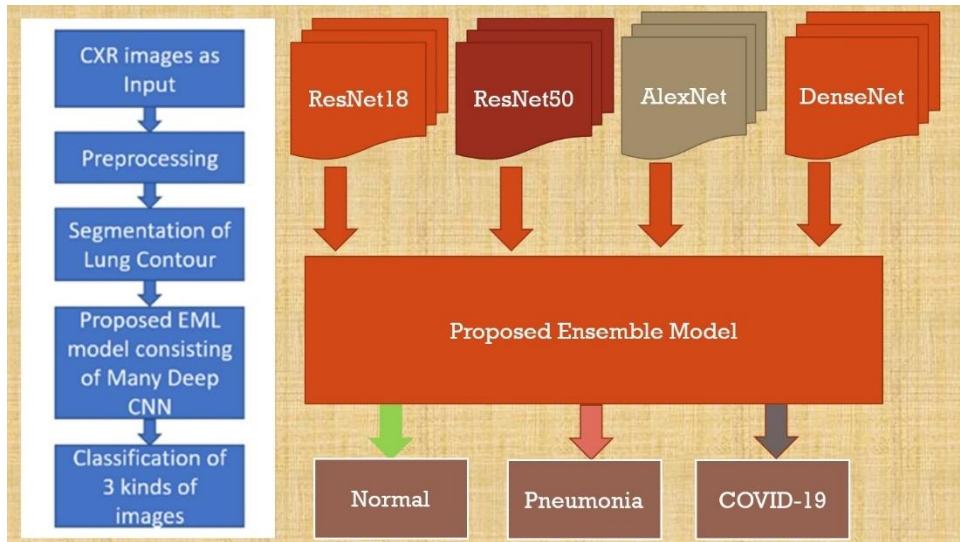 CXR images as
Input
Preprocessing
Segmentation of
Lung Contour
Proposed EML
model consisting
of Many Deep
CNN
Classification of
3 kinds of
images
ResNet18
ResNet50
AlexNet
DenseNet
Proposed Ensemble Model
Normal
Pneumonia
COVID-19